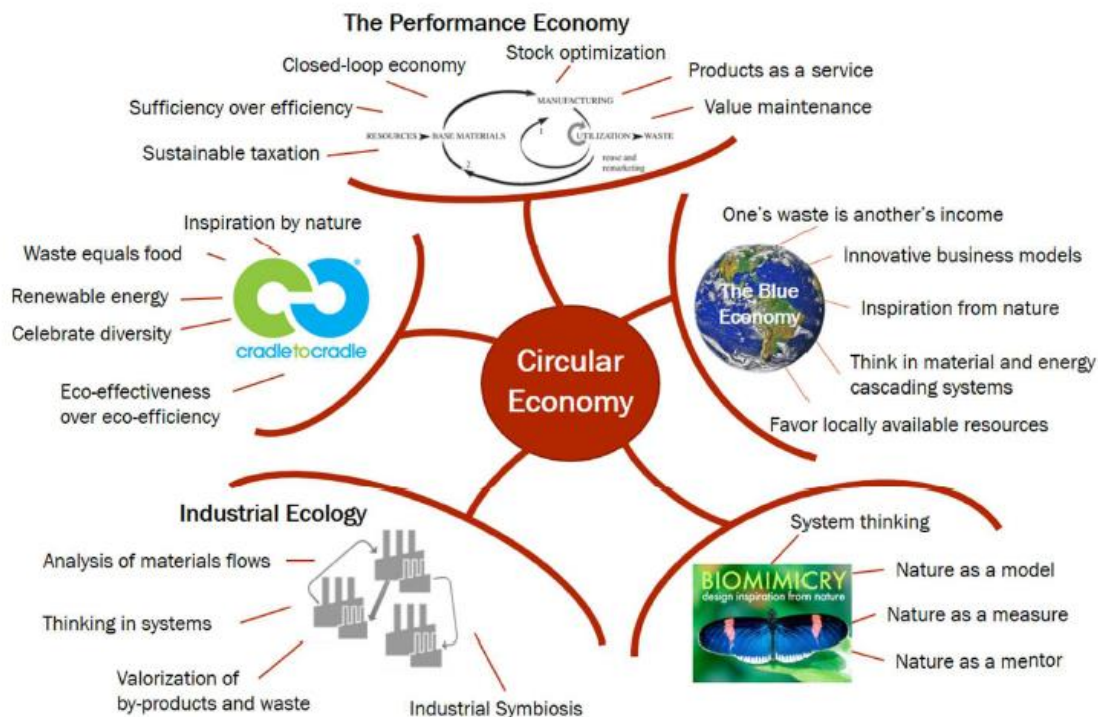 The Performance Economy
Stock optimization
Closed-loop economy
Products as a service
Sufficiency over efficiency
Value maintenance
Sustainable taxation
MANUFACTURING
1
RESOURCES
BASE MATERIALS
UTILIZATION
WASTE
2
reuse and
remarketing
Inspiration by nature
Waste equals food
Renewable energy
Celebrate diversity
®
cradletocradle
Eco-effectiveness
over eco-efficiency
One's waste is another's income
Innovative business models
The Blue
Economy
Inspiration from nature
Think in material and energy
cascading systems
Favor locally available resources
Circular
Economy
Industrial Ecology
Analysis of materials flows
Thinking in systems
Valorization of
by-products and waste
Industrial Symbiosis
System thinking
BIOMIMICRY
design inspiration from nature
Nature as a model
Nature as a measure
Nature as a mentor